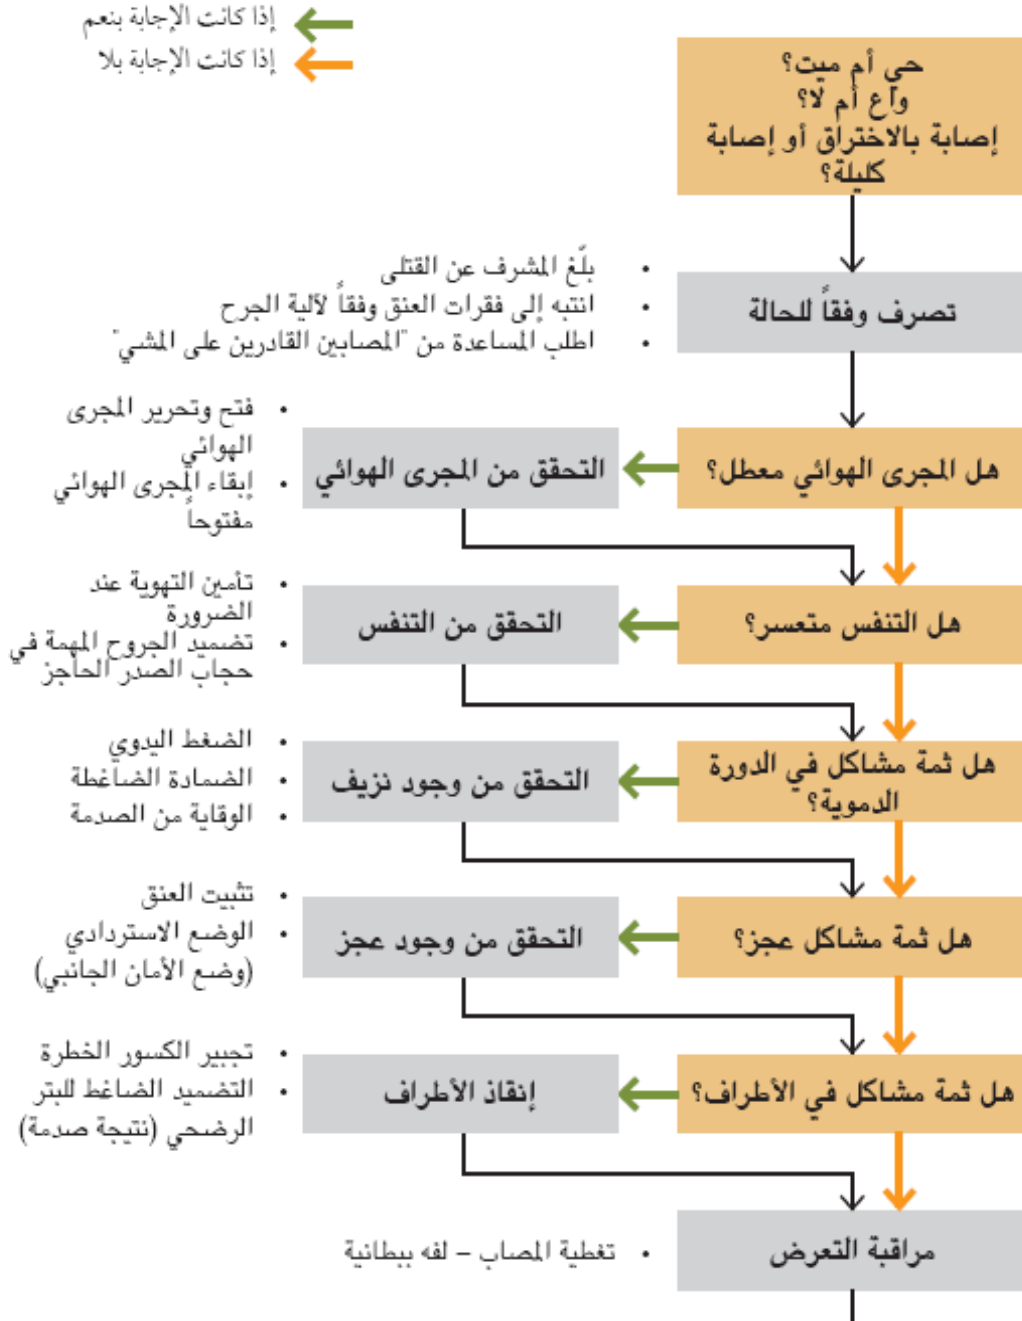 إذا كانت الإجابة بنعم
إذا كانت الإجابة بلا
حي أم ميت؟
واعٍ أم لا؟
إصابة بالاختراق أو إصابة
كليلة؟
تصرف وفقاً للحالة
• بلّغ المشرف عن القتلى
• انتبه إلى فقرات العنق وفقاً لآلية الجرح
• اطلب المساعدة من "المصابين القادرين على المشي"
هل المجرى الهوائي معطل؟
التحقق من المجرى الهوائي
• فتح وتحرير المجرى
الهوائي
• إبقاء المجرى الهوائي
مفتوحاً
هل التنفس متعسر؟
التحقق من التنفس
• تأمين التهوية عند
الضرورة
• تضميد الجروح المهمة في
حجاب الصدر الحاجز
هل ثمة مشاكل في الدورة
الدموية؟
التحقق من وجود نزيف
• الضغط اليدوي
• الضمادة الضاغطة
• الوقاية من الصدمة
هل ثمة مشاكل عجز؟
التحقق من وجود عجز
• تثبيت العنق
• الوضع الاستردادي
(وضع الأمان الجانبي)
هل ثمة مشاكل في الأطراف؟
إنقاذ الأطراف
• تجبير الكسور الخطرة
• التضميد الضاغط للبتر
الرضحي (نتيجة صدمة)
مراقبة التعرض
• تغطية المصاب – لفه ببطانية